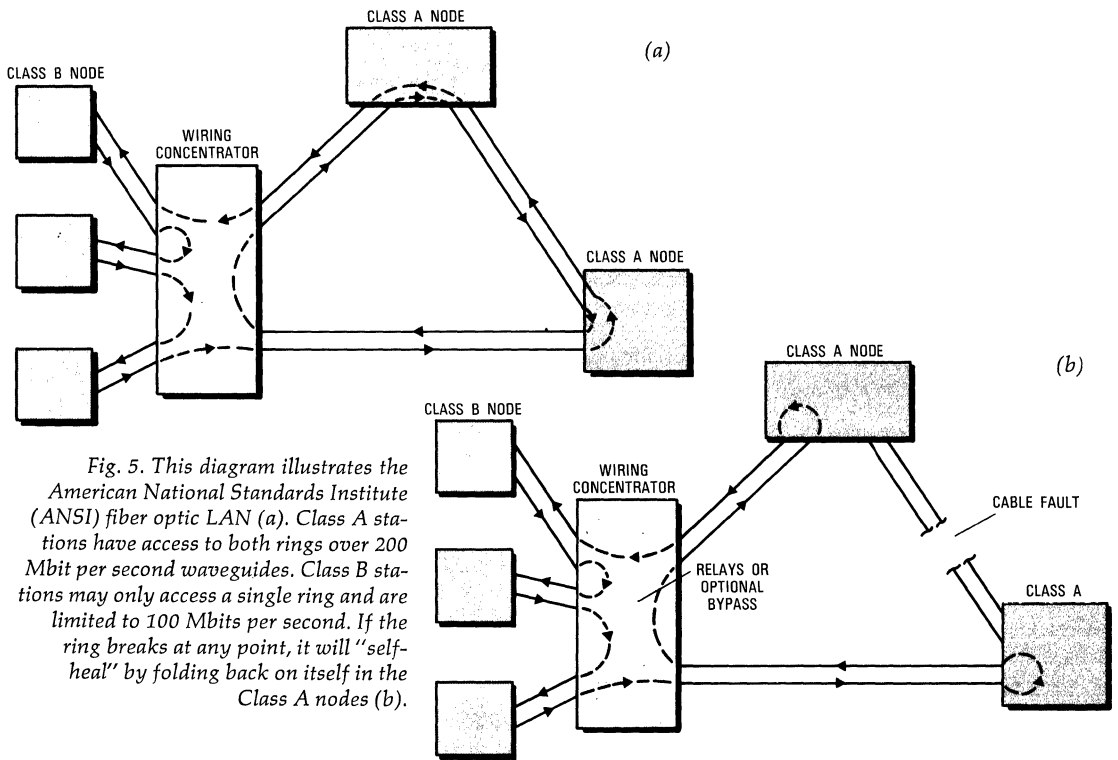 CLASS A NODE
(a)
CLASS B NODE
WIRING
CONCENTRATOR
CLASS A NODE
CLASS A NODE
(b)
CLASS B NODE
WIRING
CONCENTRATOR
CABLE FAULT
RELAYS OR
OPTIONAL
BYPASS
CLASS A
Fig. 5. This diagram illustrates the
American National Standards Institute
(ANSI) fiber optic LAN (a). Class A sta-
tions have access to both rings over 200
Mbit per second waveguides. Class B sta-
tions may only access a single ring and are
limited to 100 Mbits per second. If the
ring breaks at any point, it will "self-
heal" by folding back on itself in the
Class A nodes (b).